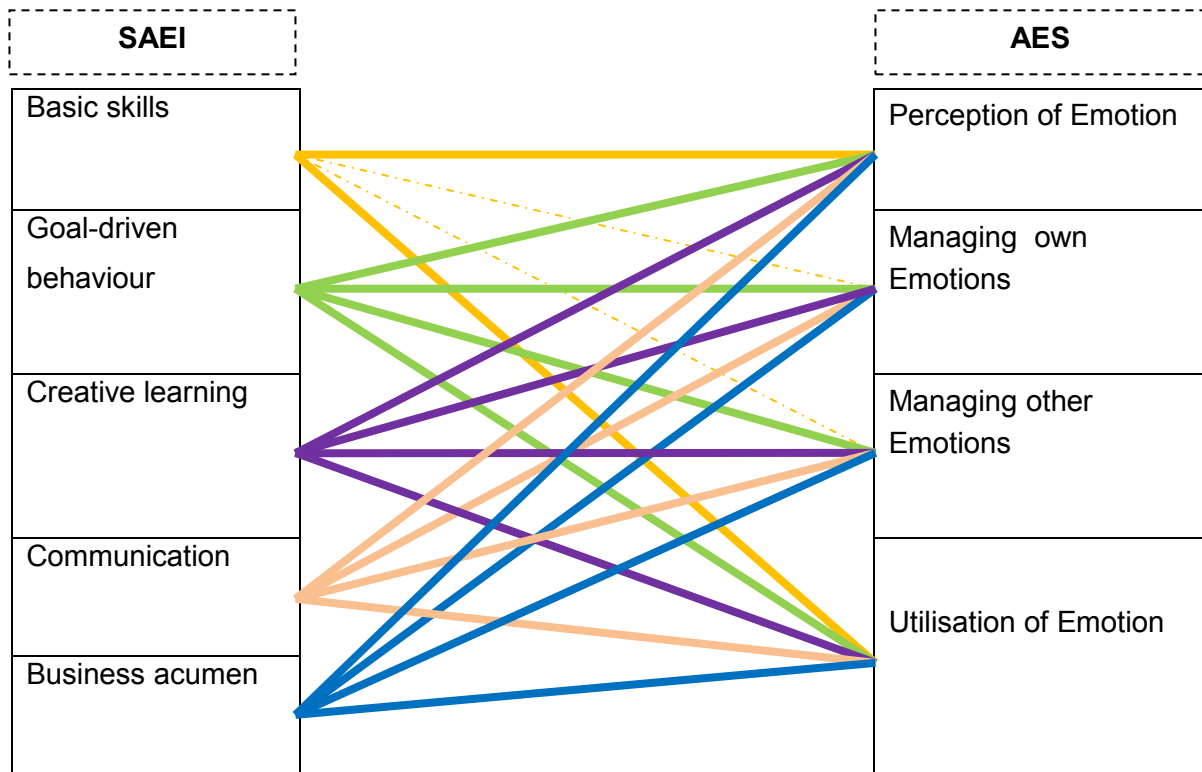 SAEI
Basic skills
Goal-driven
behaviour
Creative learning
Communication
Business acumen
AES
Perception of Emotion
Managing own
Emotions
Managing other
Emotions
Utilisation of Emotion